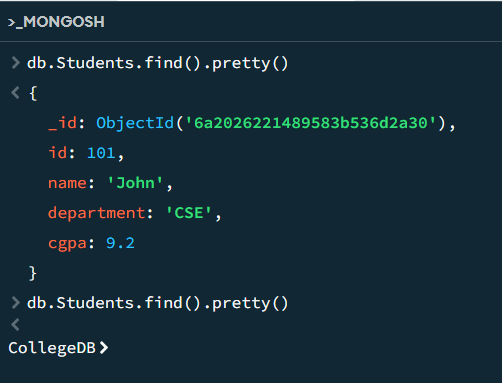 >_MONGOSH
> db.Students.find().pretty()
< {
_id: ObjectId('6a2026221489583b536d2a30'),
id: 101,
name: 'John',
department: 'CSE',
cgpa: 9.2
}
> db.Students.find().pretty()
<
CollegeDB>